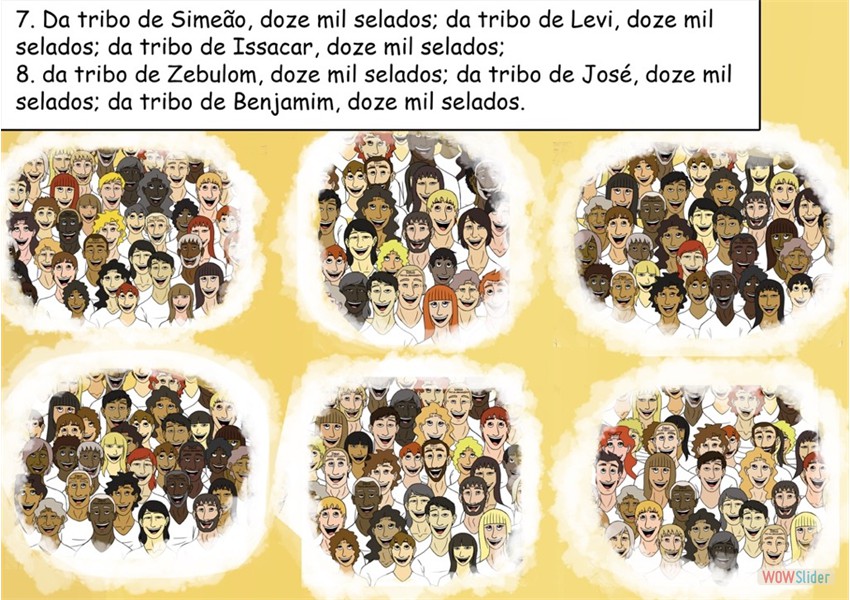 7. Da tribo de Simeão, doze mil selados; da tribo de Levi, doze mil
selados; da tribo de Issacar, doze mil selados;
8. da tribo de Zebulom, doze mil selados; da tribo de José, doze mil
selados; da tribo de Benjamim, doze mil selados.
WOWSlider